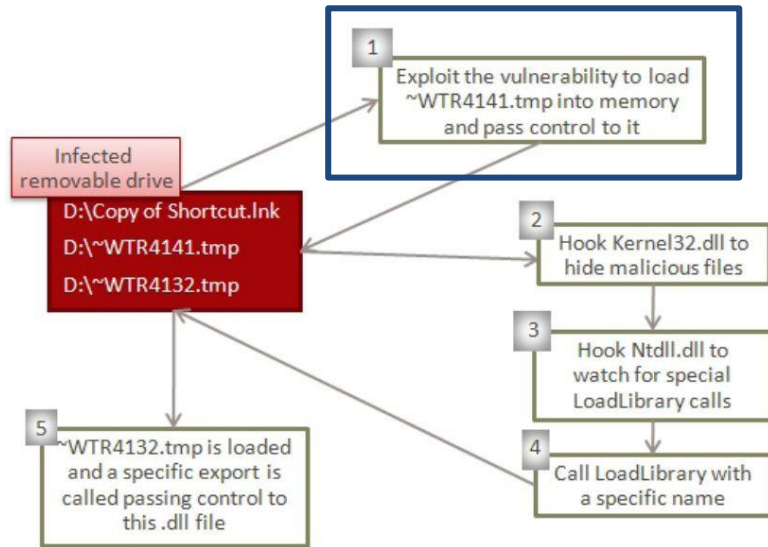 1
Exploit the vulnerability to load
~WTR4141.tmp into memory
and pass control to it
Infected
removable drive
D:\Copy of Shortcut.lnk
D:\~WTR4141.tmp
D:\~WTR4132.tmp
2
Hook Kernel32.dll to
hide malicious files
3
Hook Ntdll.dll to
watch for special
LoadLibrary calls
4
Call LoadLibrary with
a specific name
5
~WTR4132.tmp is loaded
and a specific export is
called passing control to
this .dll file